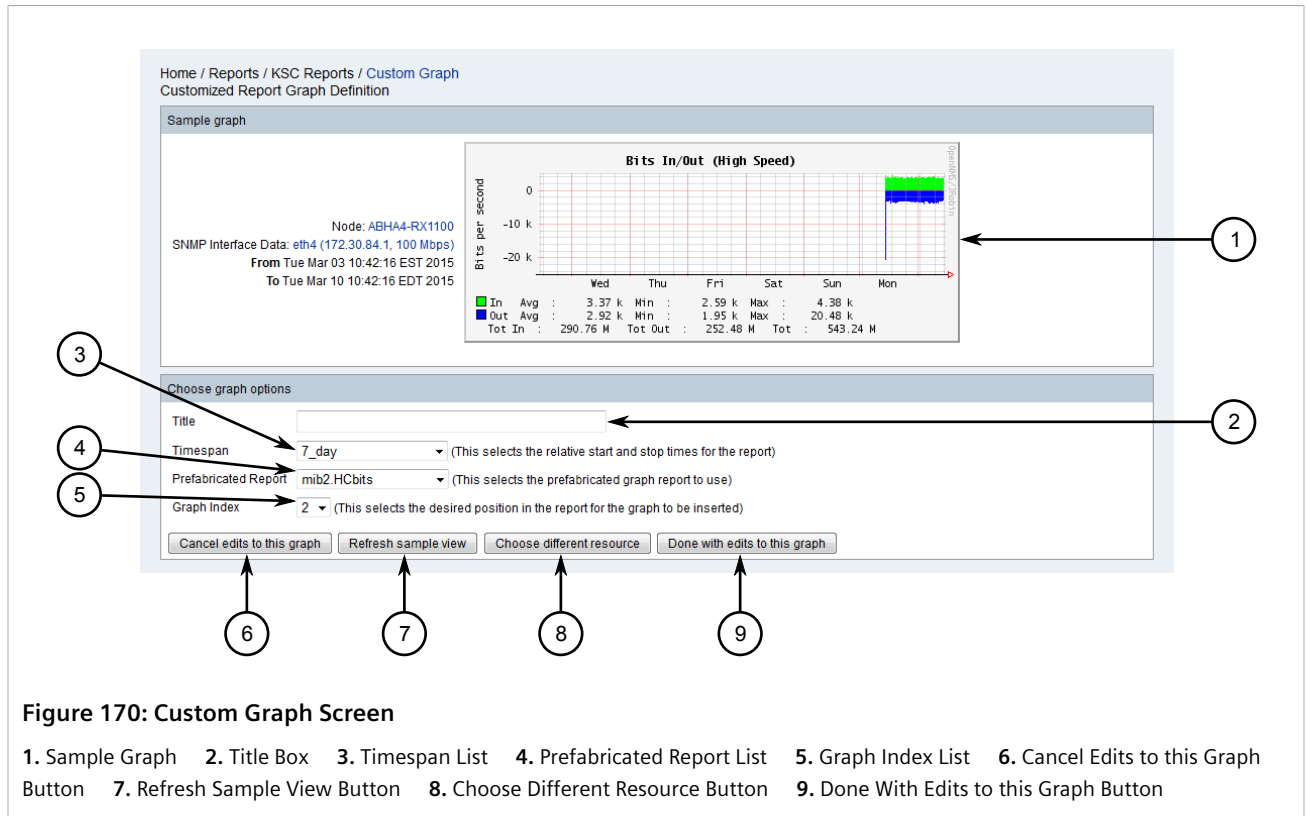 Home / Reports / KSC Reports / Custom Graph
Customized Report Graph Definition
Sample graph
Node: ABHA4-RX1100
SNMP Interface Data: eth4 (172.30.84.1, 100 Mbps)
From Tue Mar 03 10:42:16 EST 2015
To Tue Mar 10 10:42:16 EDT 2015
Bits In/Out (High Speed)
OpenNMS/JRobin
Bits per second
0
-10 k
-20 k
Wed Thu Fri Sat Sun Mon
In Avg : 3.37 k Min : 2.59 k Max : 4.38 k
Out Avg : 2.92 k Min : 1.95 k Max : 20.48 k
Tot In : 290.76 M Tot Out : 252.48 M Tot : 543.24 M
1
Choose graph options
Title
2
3
Timespan 7_day (This selects the relative start and stop times for the report)
4
Prefabricated Report mib2.HCbits (This selects the prefabricated graph report to use)
5
Graph Index 2 (This selects the desired position in the report for the graph to be inserted)
Cancel edits to this graph Refresh sample view Choose different resource Done with edits to this graph
6 7 8 9
Figure 170: Custom Graph Screen
1. Sample Graph 2. Title Box 3. Timespan List 4. Prefabricated Report List 5. Graph Index List 6. Cancel Edits to this Graph
Button 7. Refresh Sample View Button 8. Choose Different Resource Button 9. Done With Edits to this Graph Button